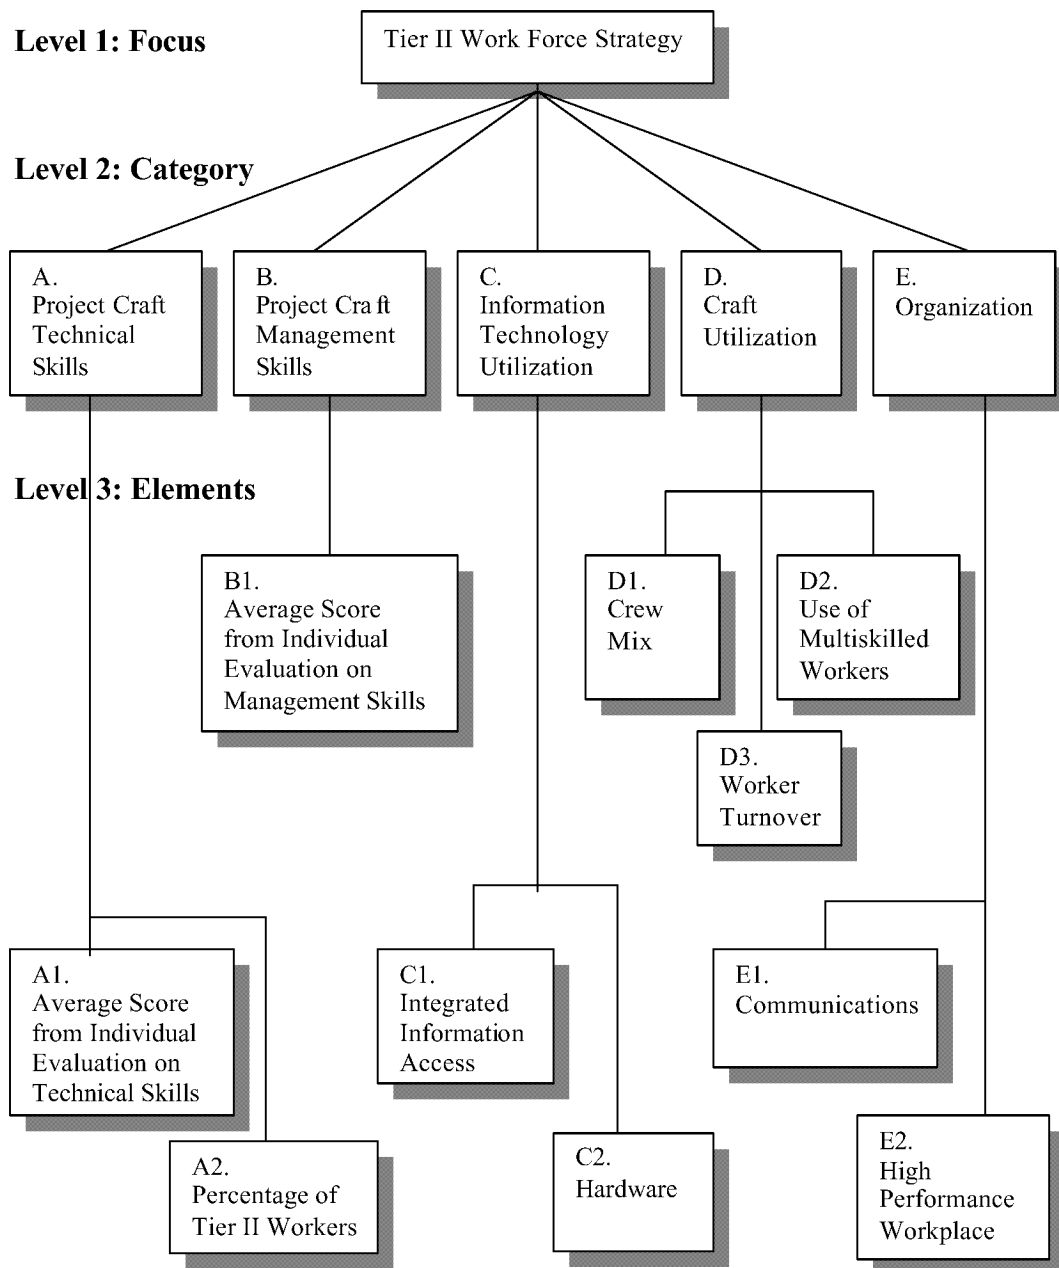 Level 1: Focus
Tier II Work Force Strategy
Level 2: Category
A.
Project Craft
Technical
Skills
B.
Project Craft
Management
Skills
C.
Information
Technology
Utilization
D.
Craft
Utilization
E.
Organization
Level 3: Elements
B1.
Average Score
from Individual
Evaluation on
Management Skills
D1.
Crew
Mix
D2.
Use of
Multiskilled
Workers
D3.
Worker
Turnover
A1.
Average Score
from Individual
Evaluation on
Technical Skills
C1.
Integrated
Information
Access
E1.
Communications
A2.
Percentage of
Tier II Workers
C2.
Hardware
E2.
High
Performance
Workplace